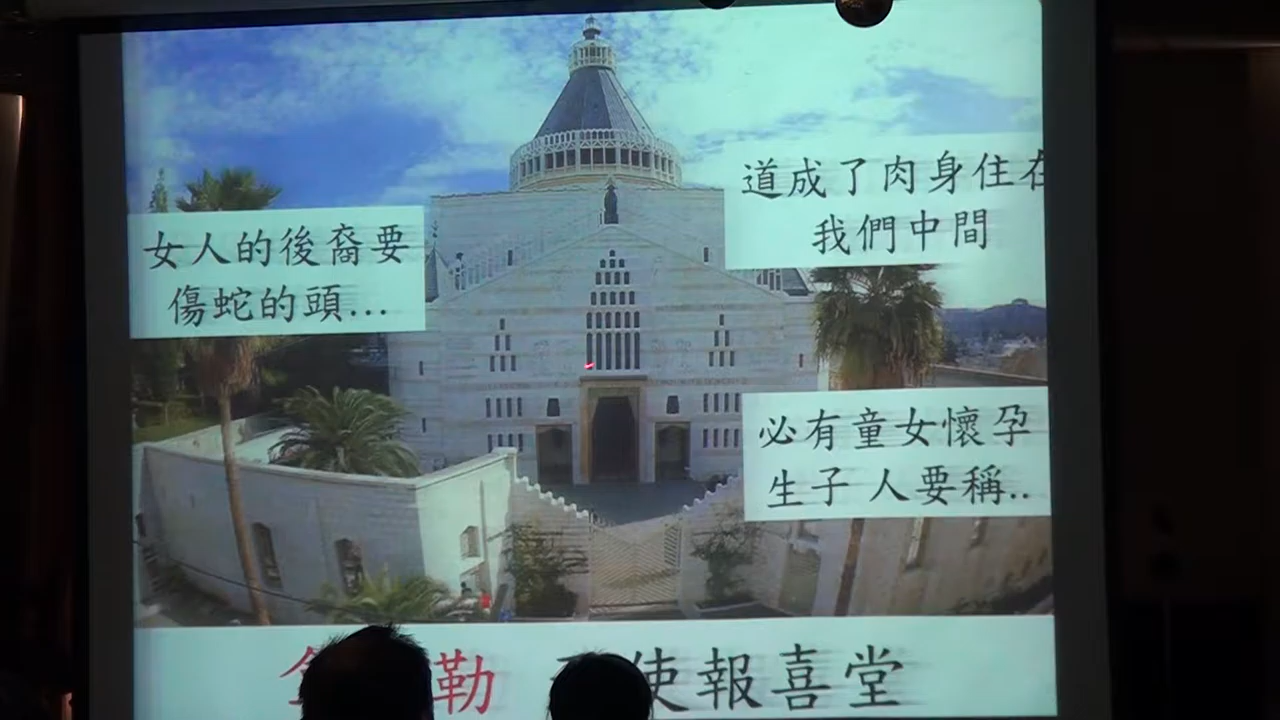 道成了肉身住在
我們中間
女人的後裔要
傷蛇的頭...
必有童女懷孕
生子 人要稱..
勒 使報喜堂